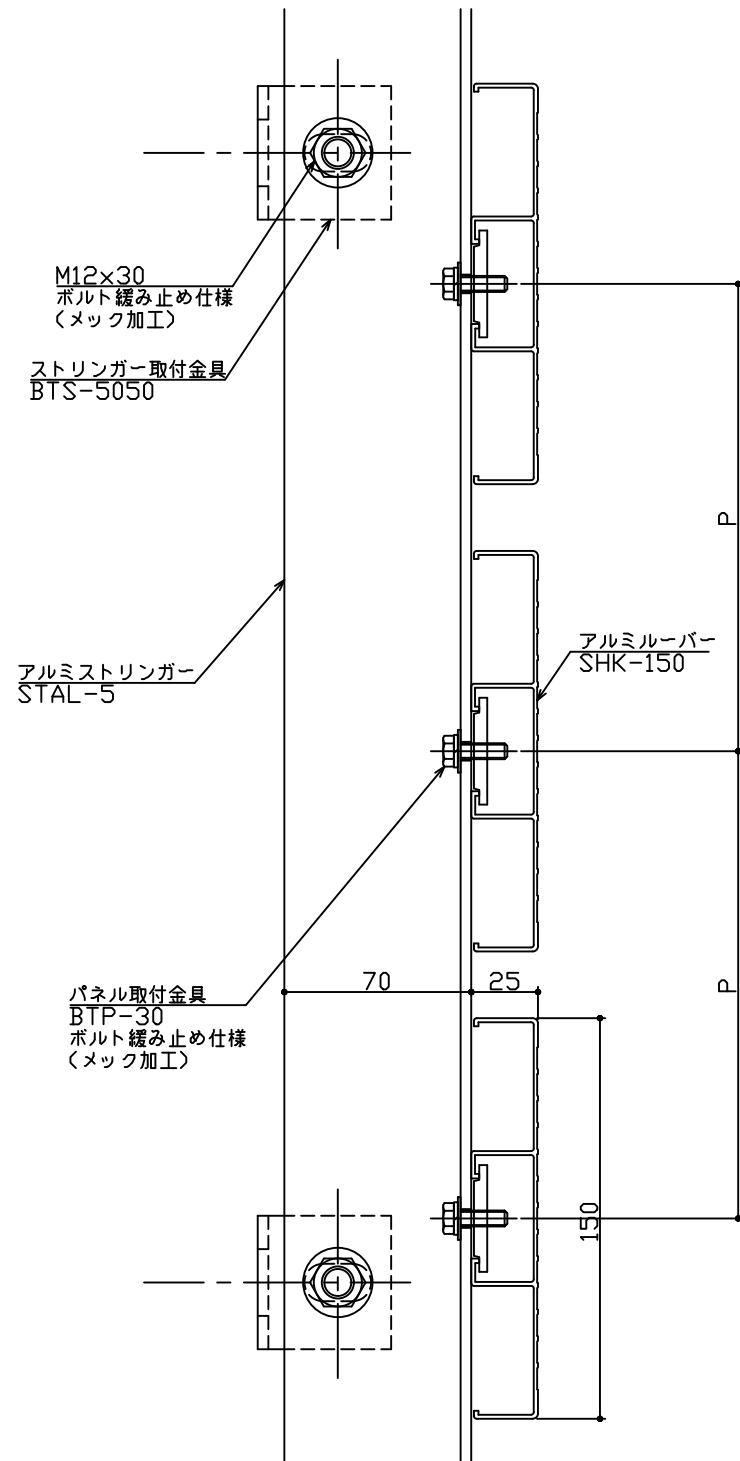 M12×30
ボルト緩み止め仕様
(メック加工)
ストリンガー取付金具
BTS-5050
P
アルミルーバー
SHK-150
アルミストリンガー
STAL-5
70
25
P
パネル取付金具
BTP-30
ボルト緩み止め仕様
(メック加工)
150